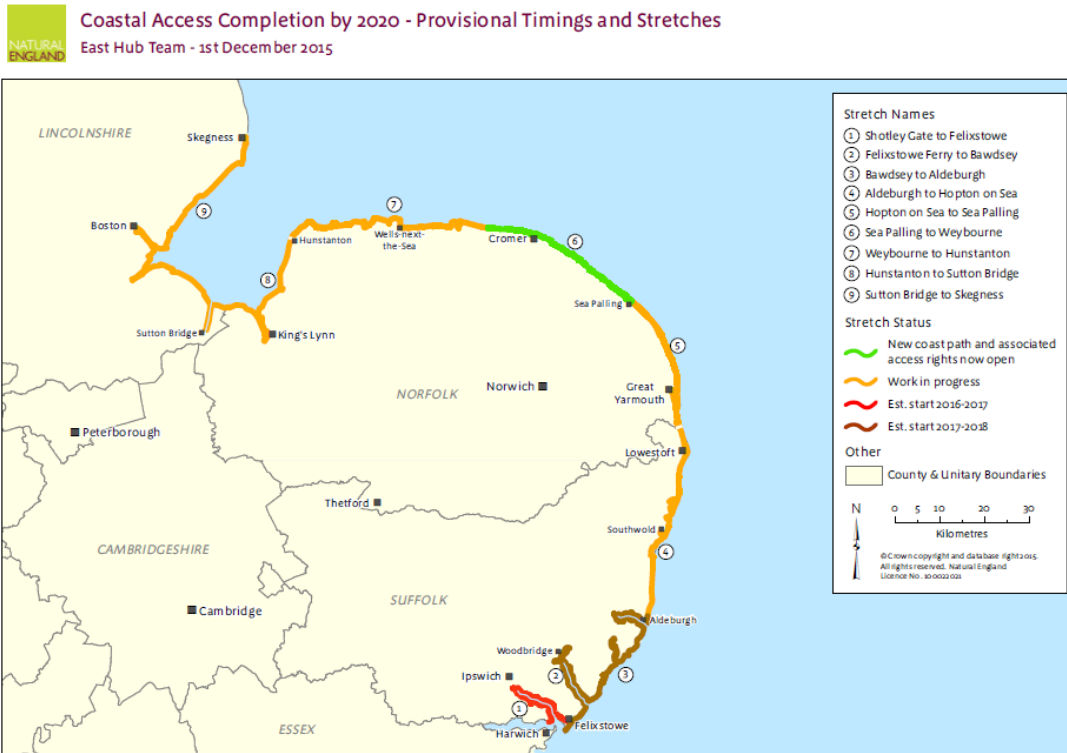 Coastal Access Completion by 2020 - Provisional Timings and Stretches
East Hub Team - 1st December 2015
NATURAL
ENGLAND
LINCOLNSHIRE
Skegness
9
Boston
7
Hunstanton
Wells-next-
the-Sea
Cromer
6
8
Sea Palling
Sutton Bridge
King's Lynn
5
NORFOLK
Norwich
Great
Yarmouth
Peterborough
Lowestoft
Thetford
Southwold
CAMBRIDGESHIRE
4
SUFFOLK
Cambridge
Aldeburgh
Woodbridge
Ipswich
2
3
1
Felixstowe
ESSEX
Harwich
Stretch Names
1 Shotley Gate to Felixstowe
2 Felixstowe Ferry to Bawdsey
3 Bawdsey to Aldeburgh
4 Aldeburgh to Hopton on Sea
5 Hopton on Sea to Sea Palling
6 Sea Palling to Weybourne
7 Weybourne to Hunstanton
8 Hunstanton to Sutton Bridge
9 Sutton Bridge to Skegness
Stretch Status
New coast path and associated
access rights now open
Work in progress
Est. start 2016-2017
Est. start 2017-2018
Other
County & Unitary Boundaries
N
0 5 10 20 30
Kilometres
© Crown copyright and database right 2015.
All rights reserved. Natural England
Licence No. 100022021